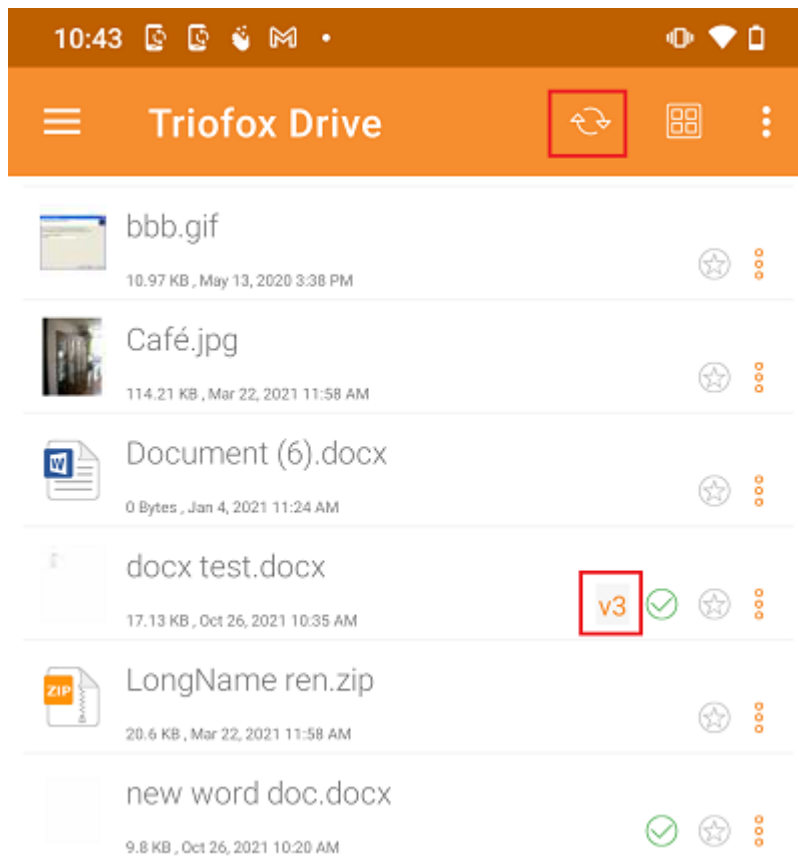 10:43
Triofox Drive
bbb.gif
10.97 KB , May 13, 2020 3:38 PM
Café.jpg
114.21 KB , Mar 22, 2021 11:58 AM
W
Document (6).docx
0 Bytes , Jan 4, 2021 11:24 AM
docx test.docx
v3
17.13 KB , Oct 26, 2021 10:35 AM
ZIP
LongName ren.zip
20.6 KB , Mar 22, 2021 11:58 AM
new word doc.docx
9.8 KB , Oct 26, 2021 10:20 AM